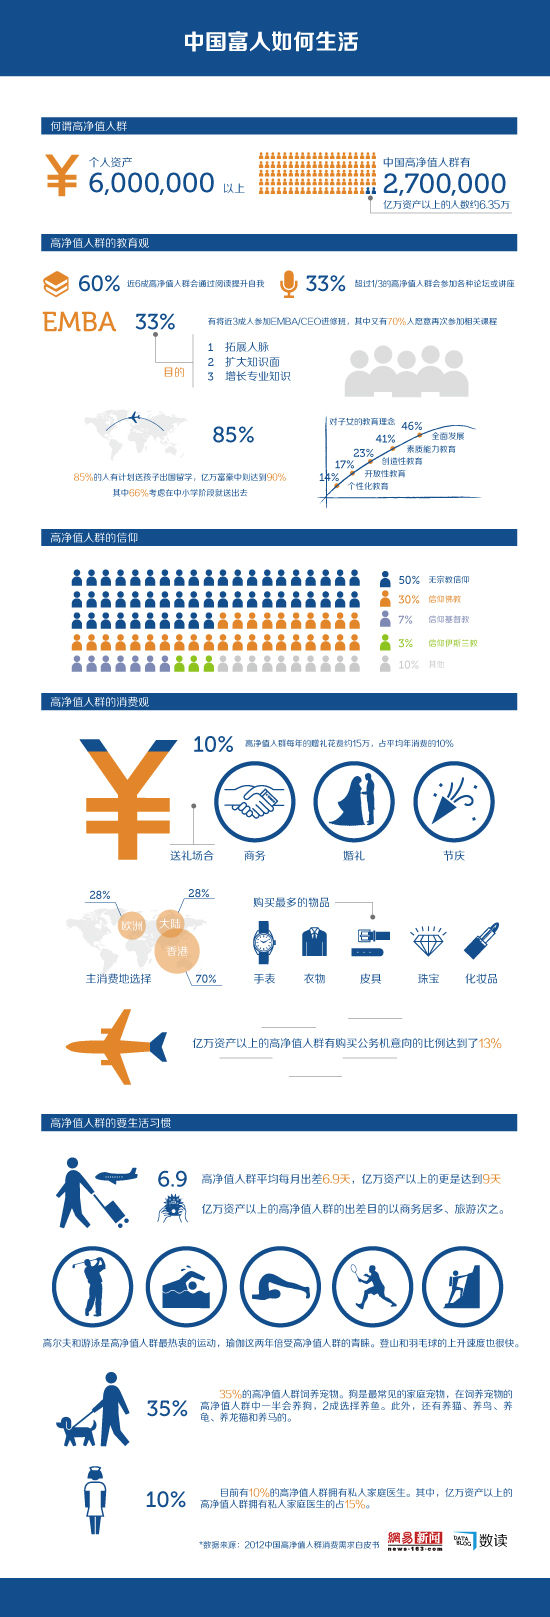 中国富人如何生活
何谓高净值人群
个人资产
6,000,000 以上
中国高净值人群有
2,700,000
亿万资产以上的人数约6.35万
高净值人群的教育观
60% 近6成高净值人群会通过阅读提升自我
33% 超过1/3的高净值人群会参加各种论坛或讲座
EMBA 33% 有将近3成人参加EMBA/CEO进修班，其中又有70%人愿意再次参加相关课程
目的
1 拓展人脉
2 扩大知识面
3 增长专业知识
85%
85%的人有计划送孩子出国留学，亿万富豪中则达到90%
其中66%考虑在中小学阶段就送出去
对子女的教育理念
46% 全面发展
41% 素质能力教育
23% 创造性教育
17% 开放性教育
14% 个性化教育
高净值人群的信仰
50% 无宗教信仰
30% 信仰佛教
7% 信仰基督教
3% 信仰伊斯兰教
10% 其他
高净值人群的消费观
10% 高净值人群每年的赠礼花费约15万，占平均年消费的10%
送礼场合 商务 婚礼 节庆
28% 欧洲
28% 大陆
香港 70%
主消费地选择
购买最多的物品
手表 衣物 皮具 珠宝 化妆品
亿万资产以上的高净值人群有购买公务机意向的比例达到了13%
高净值人群的要生活习惯
6.9 高净值人群平均每月出差6.9天，亿万资产以上的更是达到9天
亿万资产以上的高净值人群的出差目的以商务居多、旅游次之。
高尔夫和游泳是高净值人群最热衷的运动，瑜伽这两年倍受高净值人群的青睐。登山和羽毛球的上升速度也很快。
35%
35%的高净值人群饲养宠物。狗是最常见的家庭宠物，在饲养宠物的
高净值人群中一半会养狗，2成选择养鱼。此外，还有养猫、养鸟、养
龟、养龙猫和养马的。
10%
目前有10%的高净值人群拥有私人家庭医生。其中，亿万资产以上的
高净值人群拥有私人家庭医生的占15%。
*数据来源：2012中国高净值人群消费需求白皮书
網易新闻
news·163·com
DATA BLOG 数读